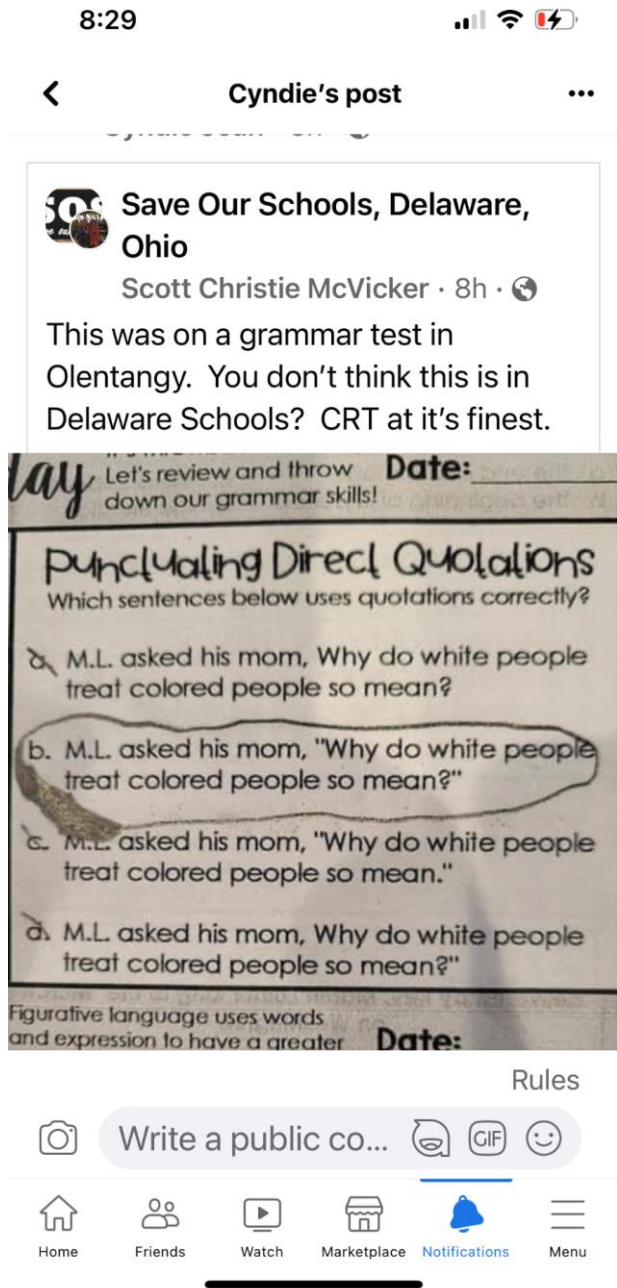 8:29
Cyndie's post
Save Our Schools, Delaware,
Ohio
Scott Christie McVicker · 8h ·
This was on a grammar test in
Olentangy. You don't think this is in
Delaware Schools? CRT at it's finest.
lay Let's review and throw Date:
down our grammar skills!
Punctuating Direct Quotations
Which sentences below uses quotations correctly?
a. M.L. asked his mom, Why do white people
treat colored people so mean?
b. M.L. asked his mom, "Why do white people
treat colored people so mean?"
c. M.L. asked his mom, "Why do white people
treat colored people so mean."
d. M.L. asked his mom, Why do white people
treat colored people so mean?"
Figurative language uses words
and expression to have a greater Date:
Rules
Write a public co... GIF
Home Friends Watch Marketplace Notifications Menu